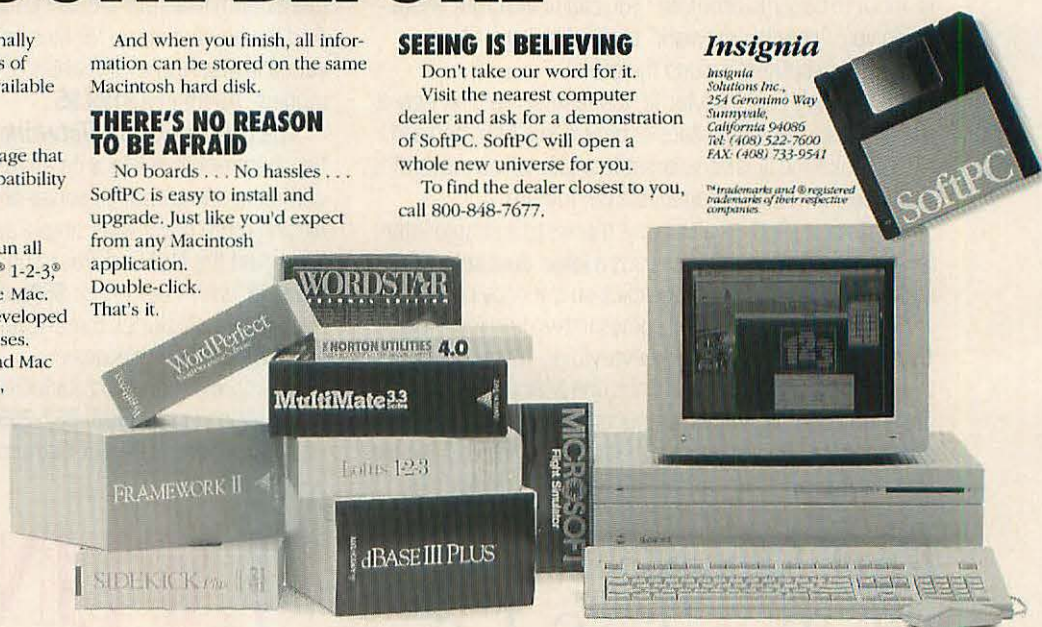 nally
s of
ailable
age that
patibility
un all
® 1-2-3,®
e Mac.
eveloped
ses.
nd Mac
And when you finish, all infor-
mation can be stored on the same
Macintosh hard disk.
THERE'S NO REASON
TO BE AFRAID
No boards . . . No hassles . . .
SoftPC is easy to install and
upgrade. Just like you'd expect
from any Macintosh
application.
Double-click.
That's it.
SEEING IS BELIEVING
Don't take our word for it.
Visit the nearest computer
dealer and ask for a demonstration
of SoftPC. SoftPC will open a
whole new universe for you.
To find the dealer closest to you,
call 800-848-7677.
Insignia
Insignia
Solutions Inc.,
254 Geronimo Way
Sunnyvale,
California 94086
Tel: (408) 522-7600
FAX: (408) 733-9541
™ trademarks and ® registered
trademarks of their respective
companies.
SoftPC
WORDSTAR
WordPerfect
NORTON UTILITIES 4.0
MultiMate 3.3
Lotus 1-2-3
MICROSOFT
Flight Simulator
FRAMEWORK II
dBASE III PLUS
SIDEKICK Plus
123